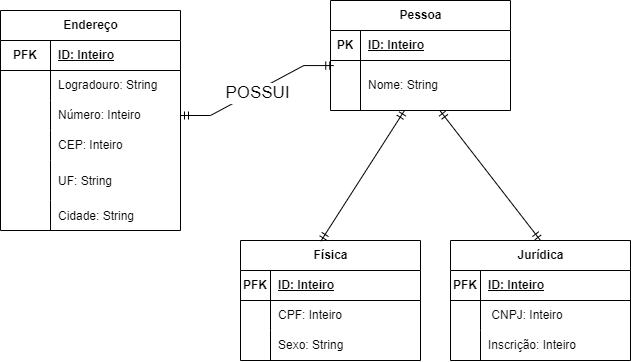 Endereço
PFK ID: Inteiro
Logradouro: String
Número: Inteiro
CEP: Inteiro
UF: String
Cidade: String
POSSUI
Pessoa
PK ID: Inteiro
Nome: String
Física
PFK ID: Inteiro
CPF: Inteiro
Sexo: String
Jurídica
PFK ID: Inteiro
CNPJ: Inteiro
Inscrição: Inteiro